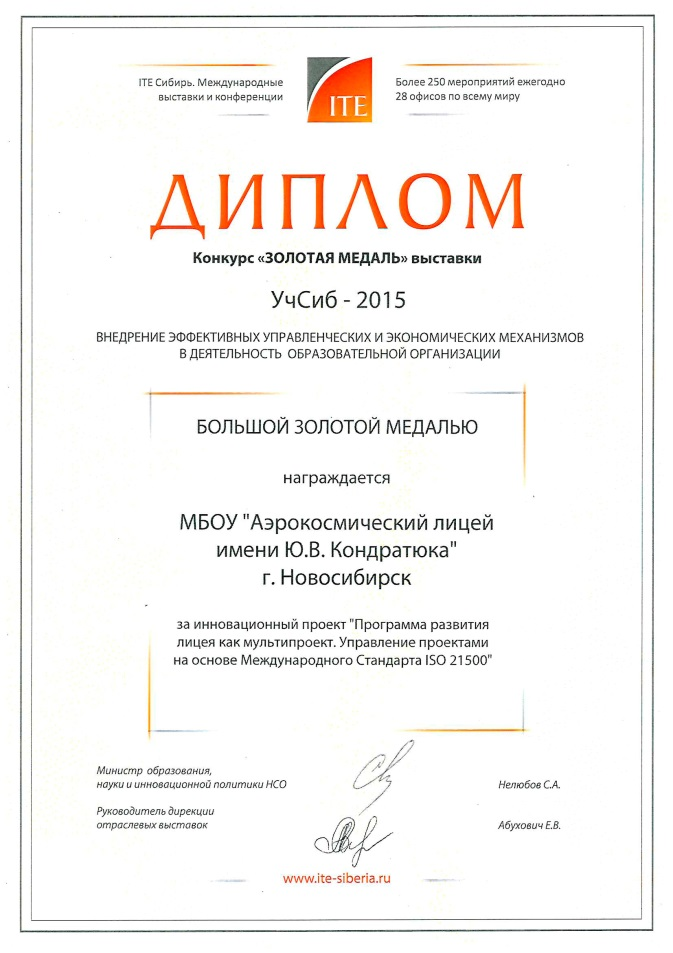 ITE Сибирь. Международные
выставки и конференции
ITE
Более 250 мероприятий ежегодно
28 офисов по всему миру
ДИПЛОМ
Конкурс «ЗОЛОТАЯ МЕДАЛЬ» выставки
УчСиб - 2015
ВНЕДРЕНИЕ ЭФФЕКТИВНЫХ УПРАВЛЕНЧЕСКИХ И ЭКОНОМИЧЕСКИХ МЕХАНИЗМОВ
В ДЕЯТЕЛЬНОСТЬ ОБРАЗОВАТЕЛЬНОЙ ОРГАНИЗАЦИИ
БОЛЬШОЙ ЗОЛОТОЙ МЕДАЛЬЮ
награждается
МБОУ "Аэрокосмический лицей
имени Ю.В. Кондратюка"
г. Новосибирск
за инновационный проект "Программа развития
лицея как мультипроект. Управление проектами
на основе Международного Стандарта ISO 21500"
Министр образования,
науки и инновационной политики НСО
Нелюбов С.А.
Руководитель дирекции
отраслевых выставок
Абухович Е.В.
www.ite-siberia.ru